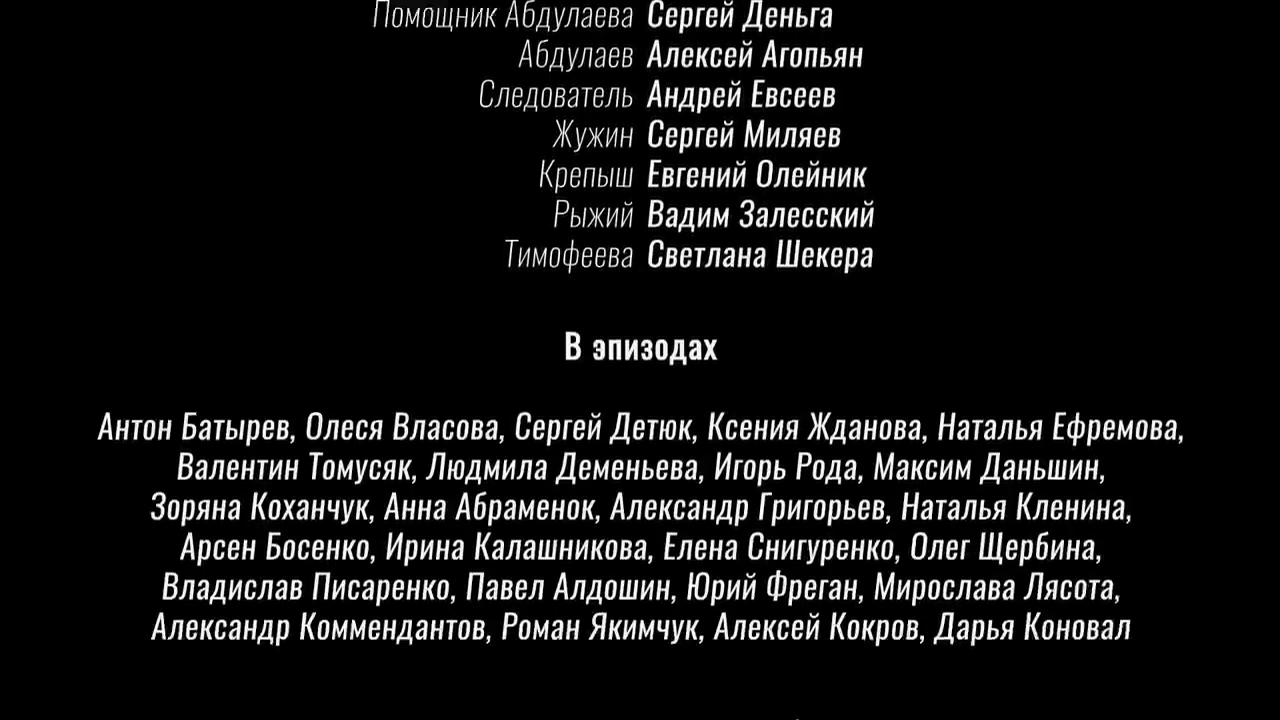 Помощник Абдулаева Сергей Деньга
Абдулаев Алексей Агопьян
Следователь Андрей Евсеев
Жужин Сергей Миляев
Крепыш Евгений Олейник
Рыжий Вадим Залесский
Тимофеева Светлана Шекера
В эпизодах
Антон Батырев, Олеся Власова, Сергей Детюк, Ксения Жданова, Наталья Ефремова,
Валентин Томусяк, Людмила Деменьева, Игорь Рода, Максим Даньшин,
Зоряна Коханчук, Анна Абраменок, Александр Григорьев, Наталья Кленина,
Арсен Босенко, Ирина Калашникова, Елена Снигуренко, Олег Щербина,
Владислав Писаренко, Павел Алдошин, Юрий Фреган, Мирослава Лясота,
Александр Коммендантов, Роман Якимчук, Алексей Кокров, Дарья Коновал